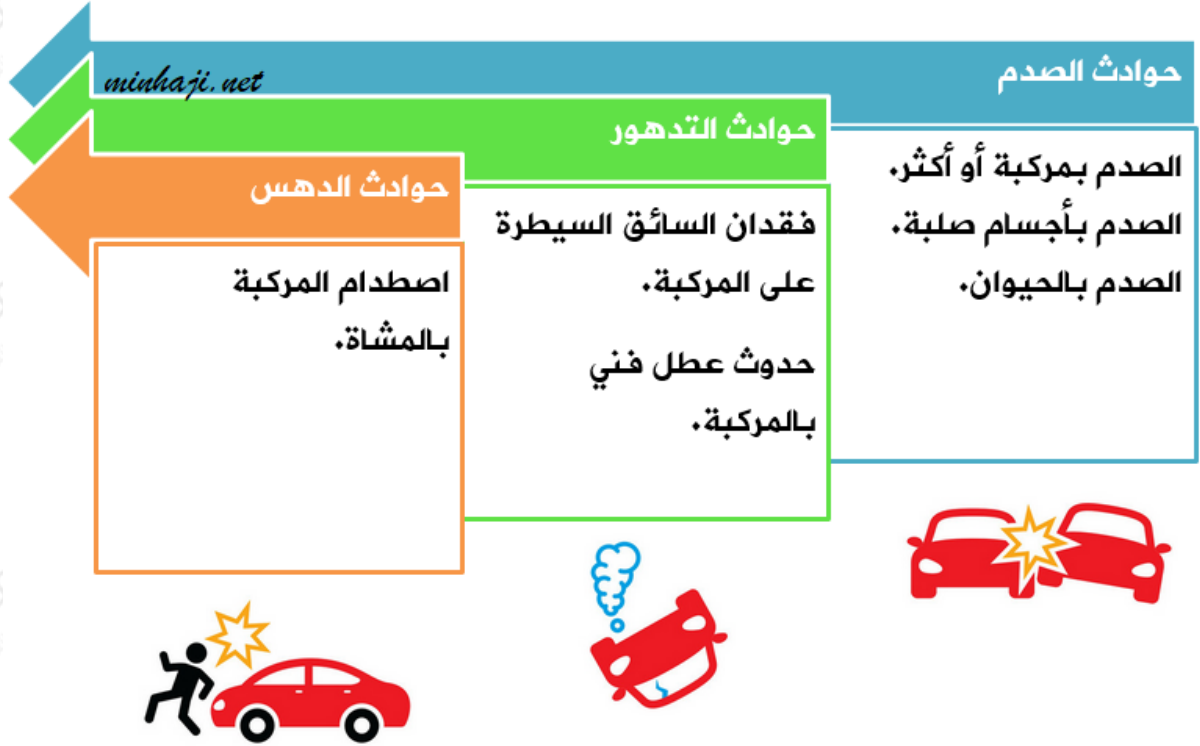 حوادث الصدم
الصدم بمركبة أو أكثر.
الصدم بأجسام صلبة.
الصدم بالحيوان.
حوادث التدهور
فقدان السائق السيطرة
على المركبة.
حدوث عطل فني
بالمركبة.
حوادث الدهس
اصطدام المركبة
بالمشاة.
minhaji.net